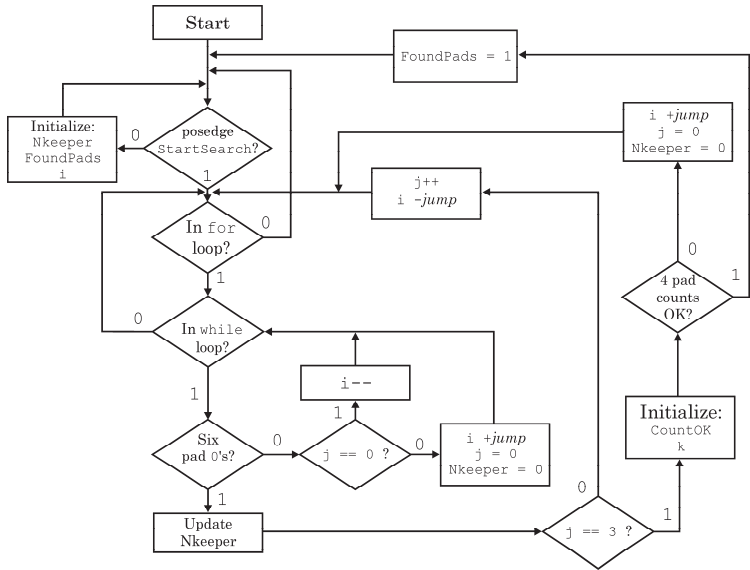 Start
FoundPads = 1
Initialize:
Nkeeper
FoundPads
i
0
posedge
StartSearch?
1
i +jump
j = 0
Nkeeper = 0
j++
i -jump
In for
loop?
0
1
0
1
4 pad
counts
OK?
0
In while
loop?
1
i--
Initialize:
CountOK
k
1
Six
pad 0's?
0
j == 0 ?
0
i +jump
j = 0
Nkeeper = 0
1
0
Update
Nkeeper
j == 3 ?
1